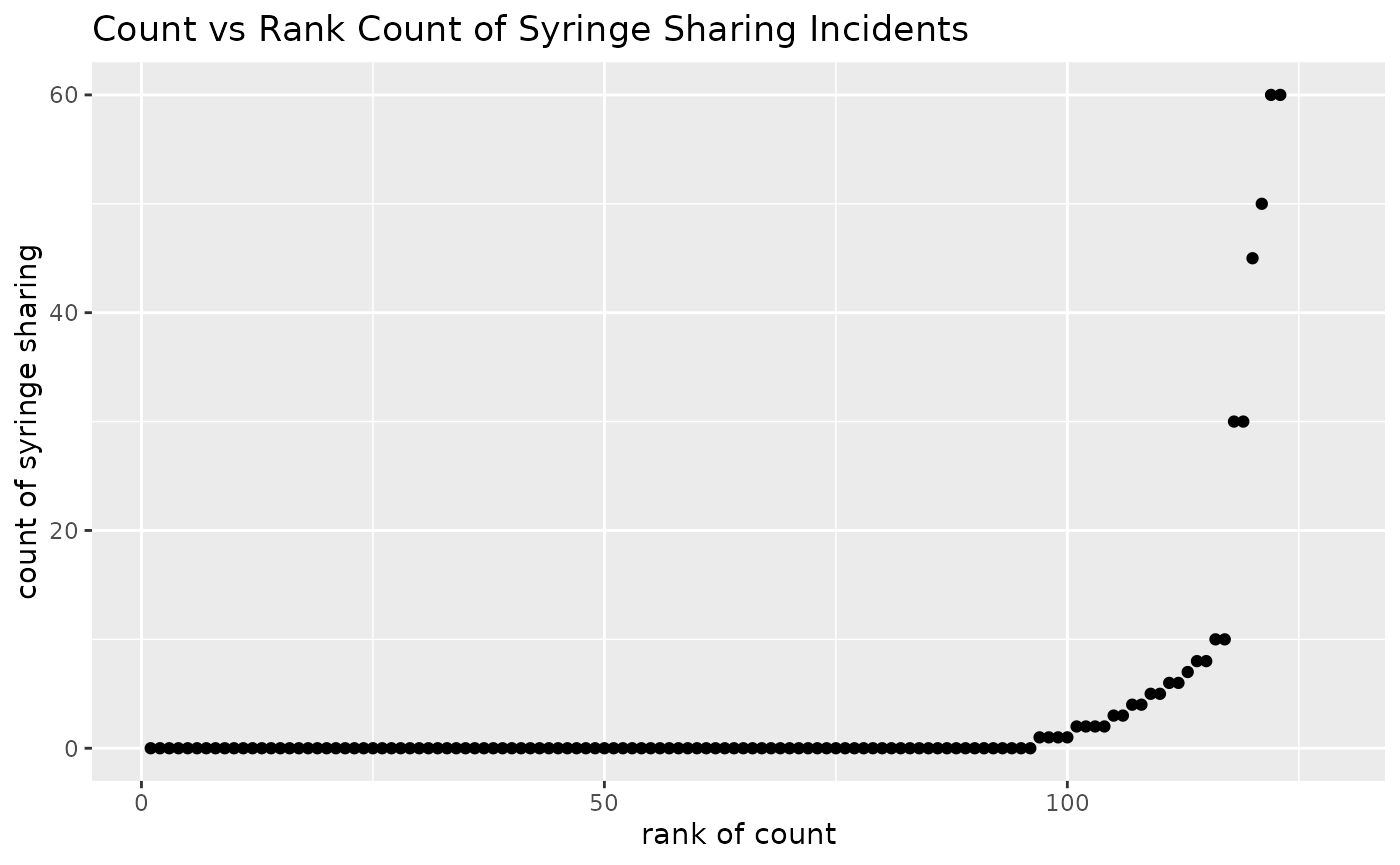 Count vs Rank Count of Syringe Sharing Incidents
count of syringe sharing
60
40
20
0
0 50 100
rank of count